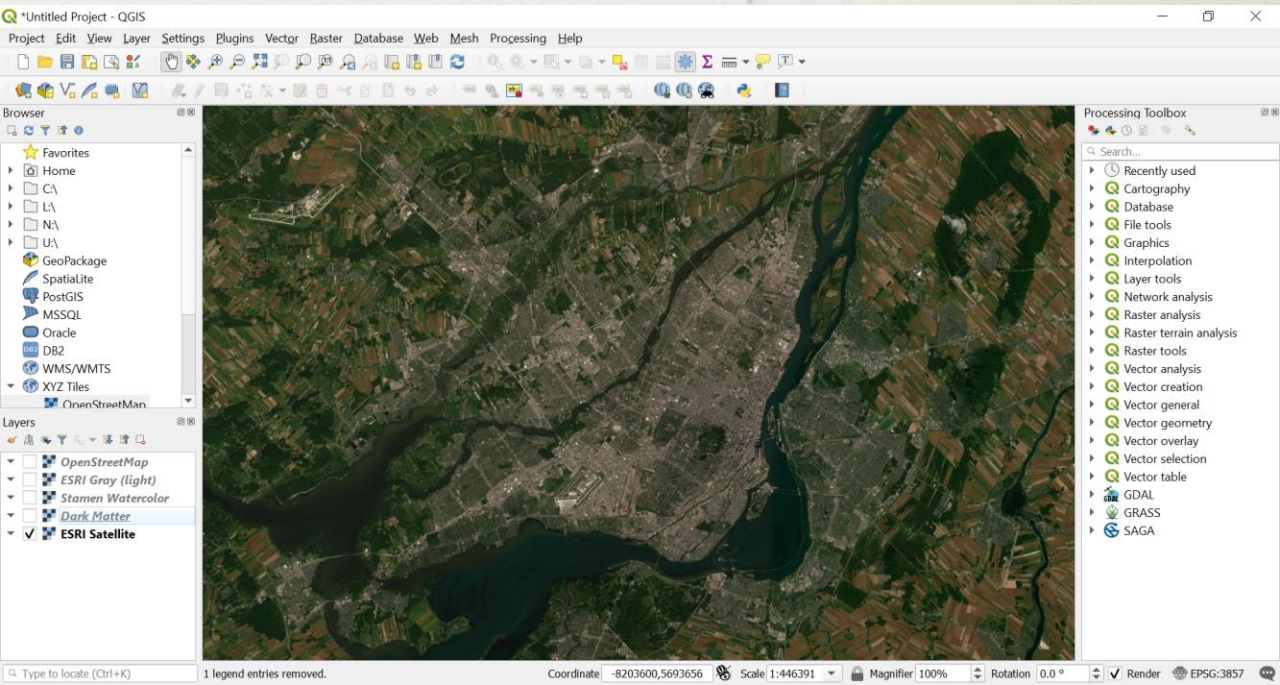 *Untitled Project - QGIS
Project Edit View Layer Settings Plugins Vector Raster Database Web Mesh Processing Help
Browser
Favorites
Home
C:\
L:\
N:\
U:\
GeoPackage
SpatiaLite
PostGIS
MSSQL
Oracle
DB2 DB2
WMS/WMTS
XYZ Tiles
OpenStreetMap
Layers
OpenStreetMap
ESRI Gray (light)
Stamen Watercolor
Dark Matter
ESRI Satellite
Processing Toolbox
Search...
Recently used
Cartography
Database
File tools
Graphics
Interpolation
Layer tools
Network analysis
Raster analysis
Raster terrain analysis
Raster tools
Vector analysis
Vector creation
Vector general
Vector geometry
Vector overlay
Vector selection
Vector table
GDAL GDAL
GRASS
SAGA
Type to locate (Ctrl+K) 1 legend entries removed. Coordinate -8203600,5693656 Scale 1:446391 Magnifier 100% Rotation 0.0 ° Render EPSG:3857